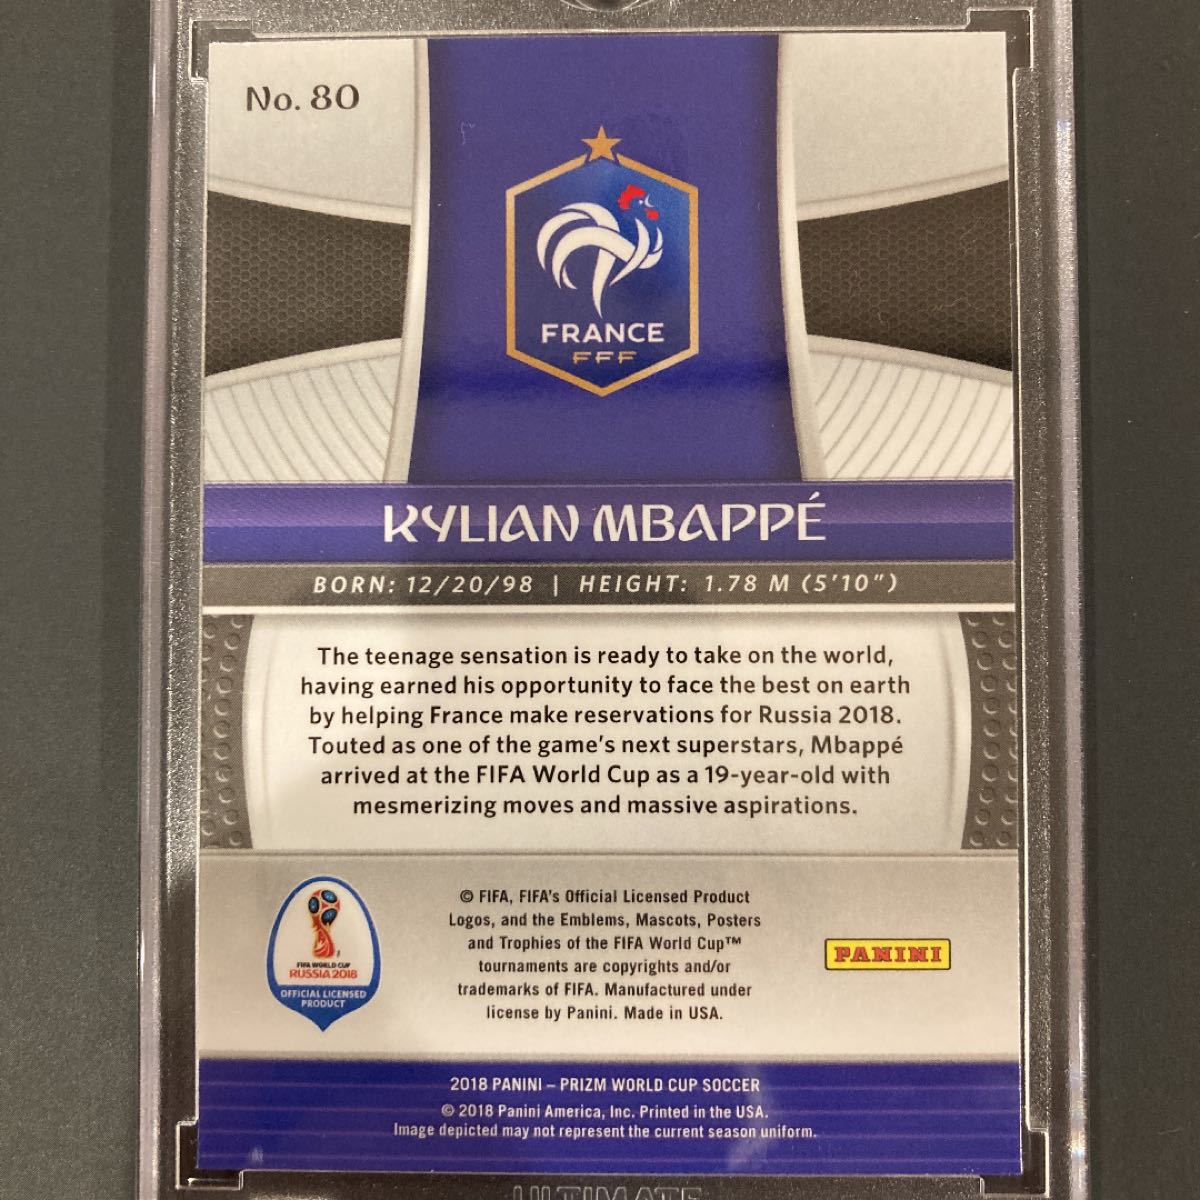 No. 80
FRANCE
FFF
KYLIAN MBAPPÉ
BORN: 12/20/98 | HEIGHT: 1.78 M (5'10")
The teenage sensation is ready to take on the world,
having earned his opportunity to face the best on earth
by helping France make reservations for Russia 2018.
Touted as one of the game's next superstars, Mbappé
arrived at the FIFA World Cup as a 19-year-old with
mesmerizing moves and massive aspirations.
FIFA WORLD CUP
RUSSIA 2018
OFFICIAL LICENSED
PRODUCT
© FIFA, FIFA's Official Licensed Product
Logos, and the Emblems, Mascots, Posters
and Trophies of the FIFA World Cup™
tournaments are copyrights and/or
trademarks of FIFA. Manufactured under
license by Panini. Made in USA.
PANINI
2018 PANINI – PRIZM WORLD CUP SOCCER
© 2018 Panini America, Inc. Printed in the USA.
Image depicted may not represent the current season uniform.
ULTIMATE